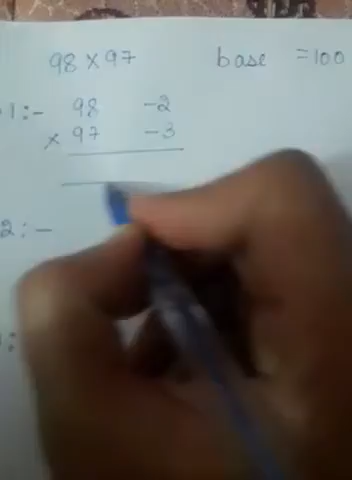 98 × 97 base = 100
1 :- 98 -2
× 97 -3
2 :-
: